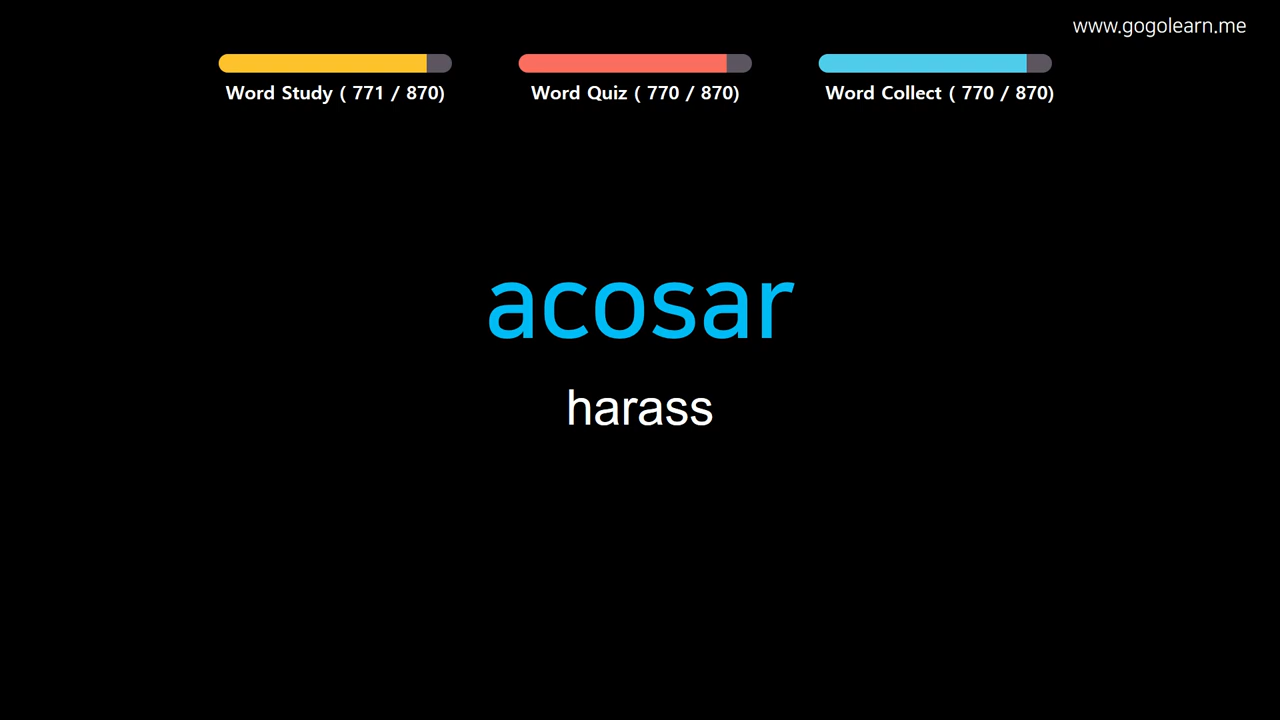 www.gogolearn.me
Word Study ( 771 / 870)
Word Quiz ( 770 / 870)
Word Collect ( 770 / 870)
acosar
harass